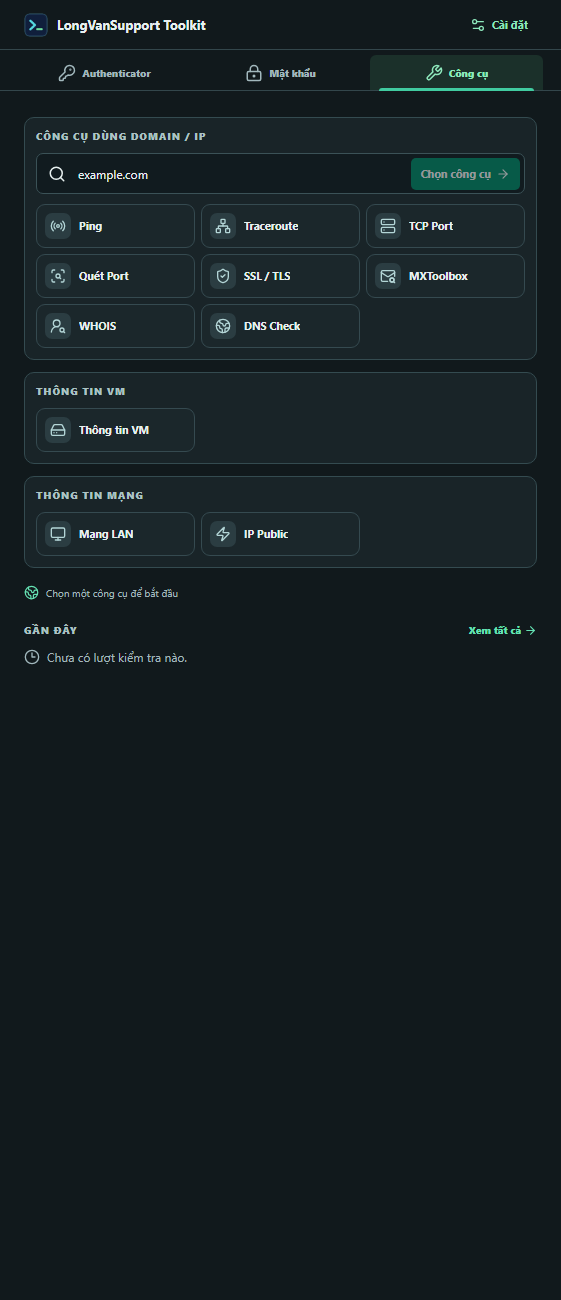 LongVanSupport Toolkit
Cài đặt
Authenticator
Mật khẩu
Công cụ
CÔNG CỤ DÙNG DOMAIN / IP
example.com
Chọn công cụ
Ping
Traceroute
TCP Port
Quét Port
SSL / TLS
MXToolbox
WHOIS
DNS Check
THÔNG TIN VM
Thông tin VM
THÔNG TIN MẠNG
Mạng LAN
IP Public
Chọn một công cụ để bắt đầu
GẦN ĐÂY
Xem tất cả
Chưa có lượt kiểm tra nào.